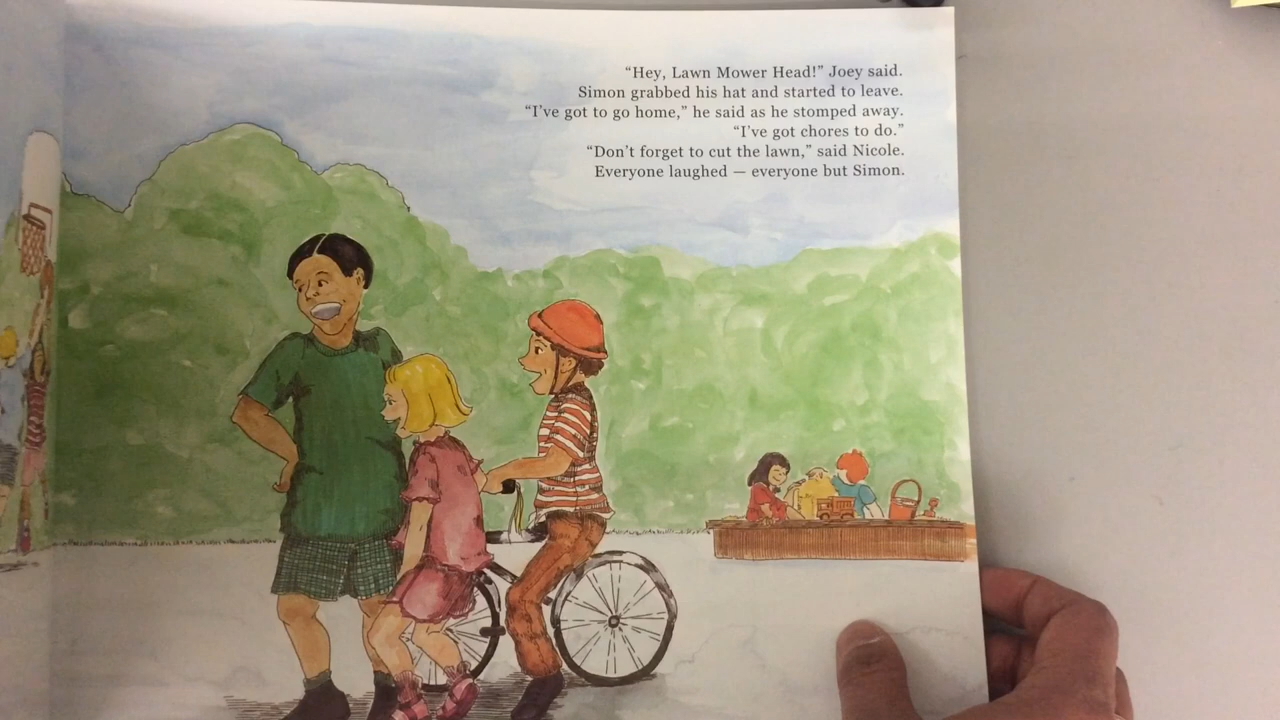 “Hey, Lawn Mower Head!” Joey said.
Simon grabbed his hat and started to leave.
“I’ve got to go home,” he said as he stomped away.
“I’ve got chores to do.”
“Don’t forget to cut the lawn,” said Nicole.
Everyone laughed — everyone but Simon.